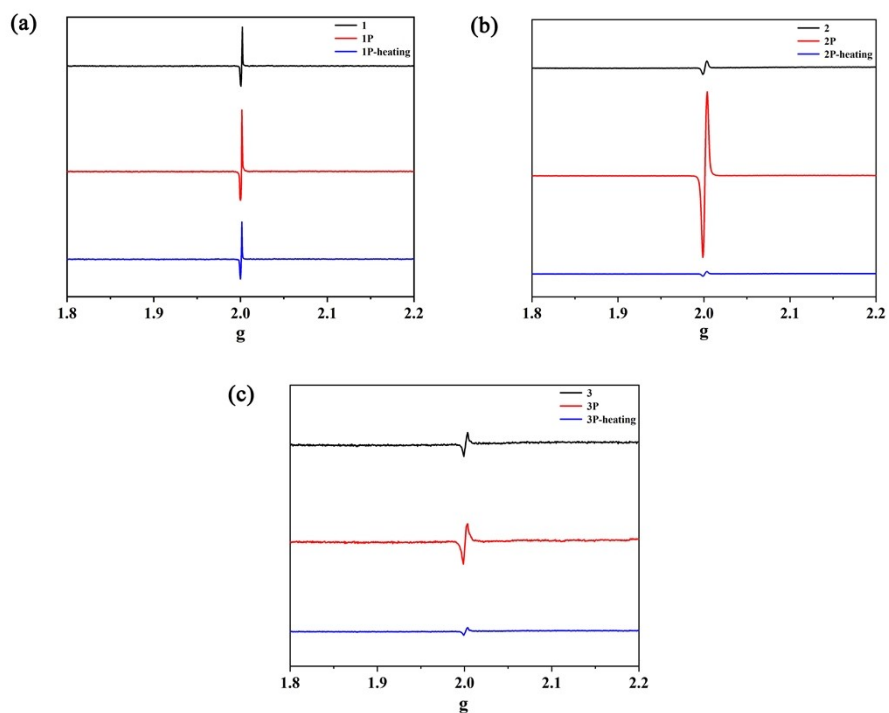 (a)
1
1P
1P-heating
1.8 1.9 2.0 2.1 2.2
g
(b)
2
2P
2P-heating
1.8 1.9 2.0 2.1 2.2
g
(c)
3
3P
3P-heating
1.8 1.9 2.0 2.1 2.2
g